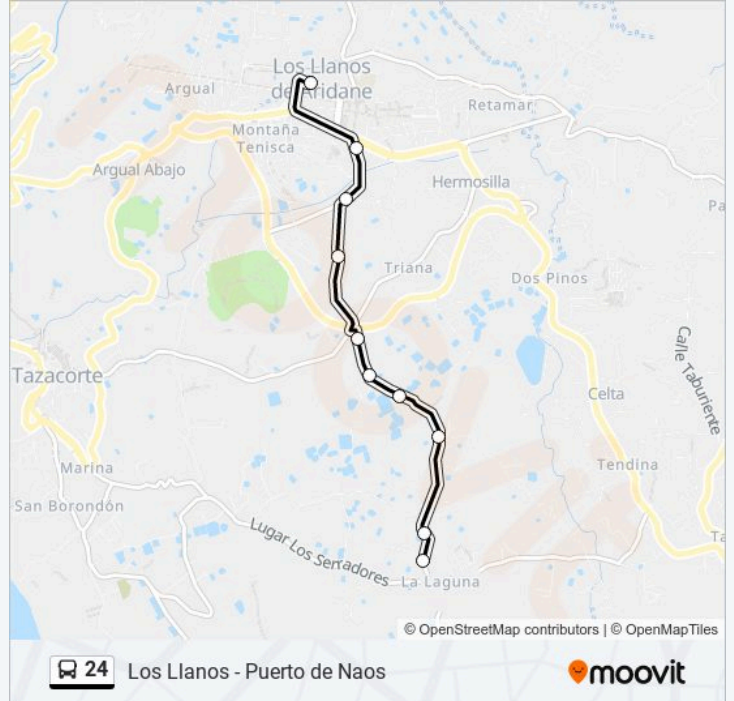 Los Llanos
de Aridane
Argual
Retamar
Montaña
Tenisca
Argual Abajo
Hermosilla
Pa
Triana
Dos Pinos
Calle Taburiente
Tazacorte
Celta
Marina
Tendina
San Borondón
Lugar Los Serradores
Ta
La Laguna
© OpenStreetMap contributors | © OpenMapTiles
24 Los Llanos - Puerto de Naos
moovit